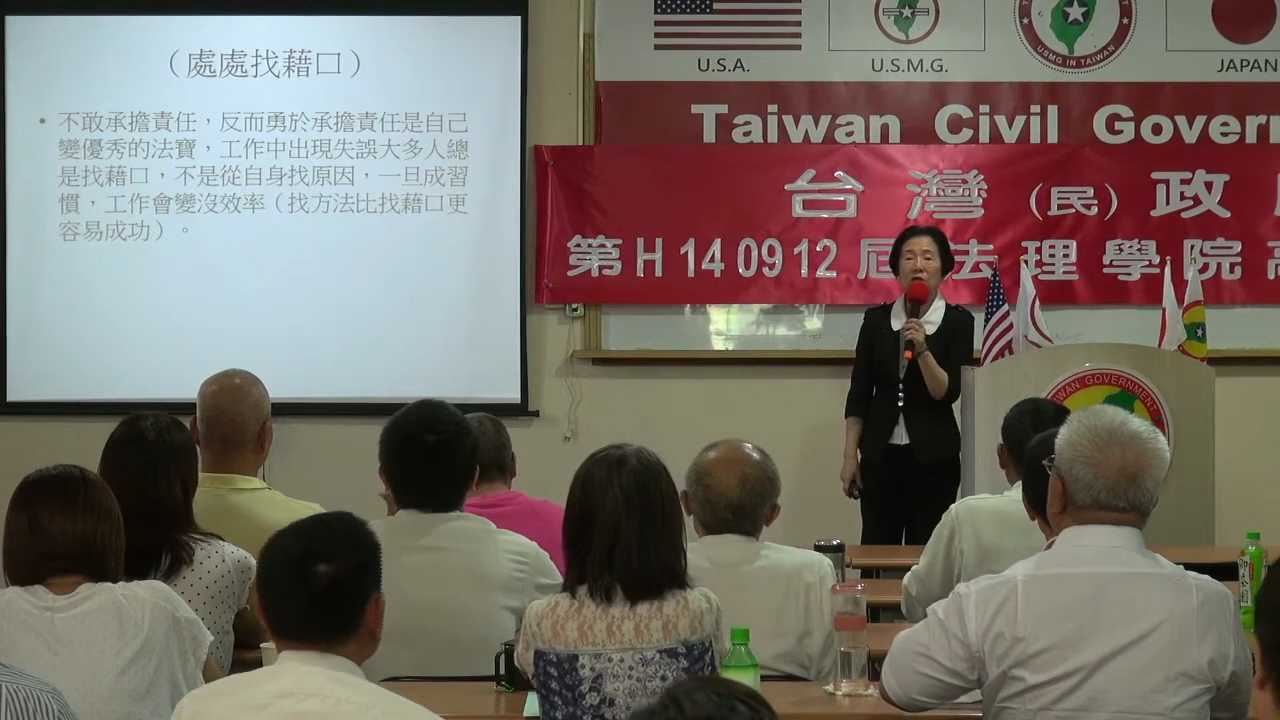 （處處找藉口）
• 不敢承擔責任，反而勇於承擔責任是自己
變優秀的法寶，工作中出現失誤大多人總
是找藉口，不是從自身找原因，一旦成習
慣，工作會變沒效率（找方法比找藉口更
容易成功）。
U.S.A.
U.S.M.G.
USMG IN TAIWAN
JAPAN
Taiwan Civil Govern
台灣（民）政
第H 14 09 12 屆法理學院高
WAN GOVERNMENT